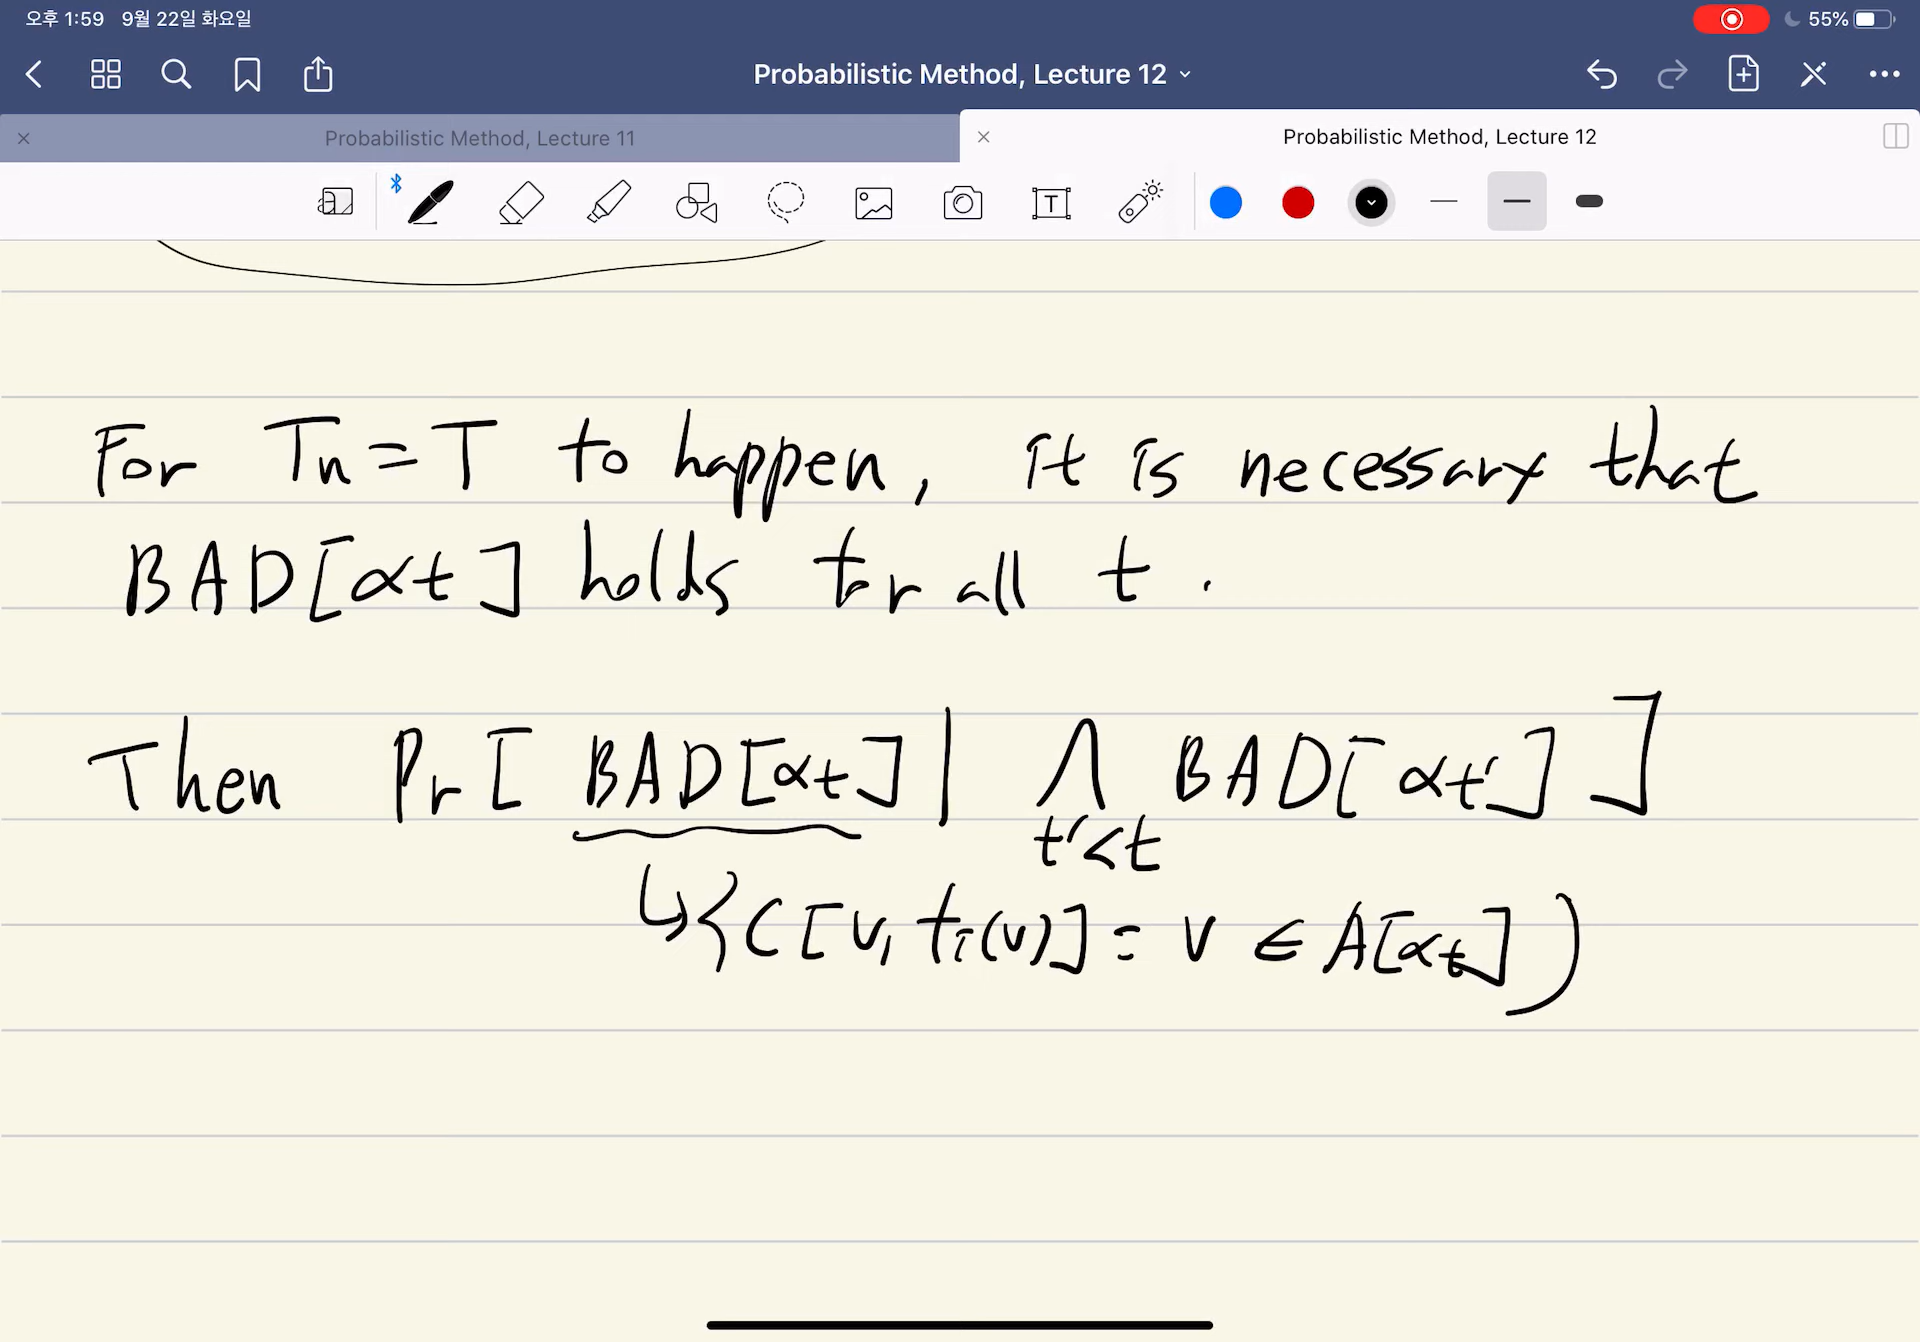 오후 1:59 9월 22일 화요일
55%
Probabilistic Method, Lecture 12
Probabilistic Method, Lecture 11
Probabilistic Method, Lecture 12
For Tn = T to happen, it is necessary that
BAD[αt] holds for all t.
Then Pr[ BAD[αt] | ⋀ BAD[αt'] ]
t'<t
↳ { C[v, ti(v)] = v ∈ A[αt] )